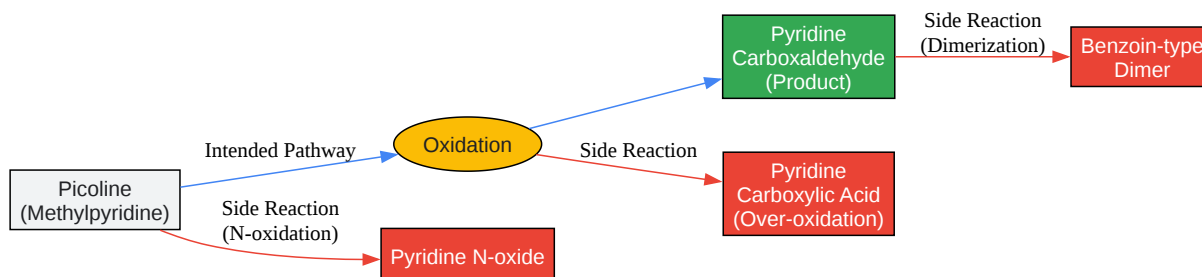 Picoline
(Methylpyridine)
Intended Pathway
Side Reaction
(N-oxidation)
Pyridine N-oxide
Oxidation
Side Reaction
Pyridine
Carboxaldehyde
(Product)
Pyridine
Carboxylic Acid
(Over-oxidation)
Side Reaction
(Dimerization)
Benzoin-type
Dimer